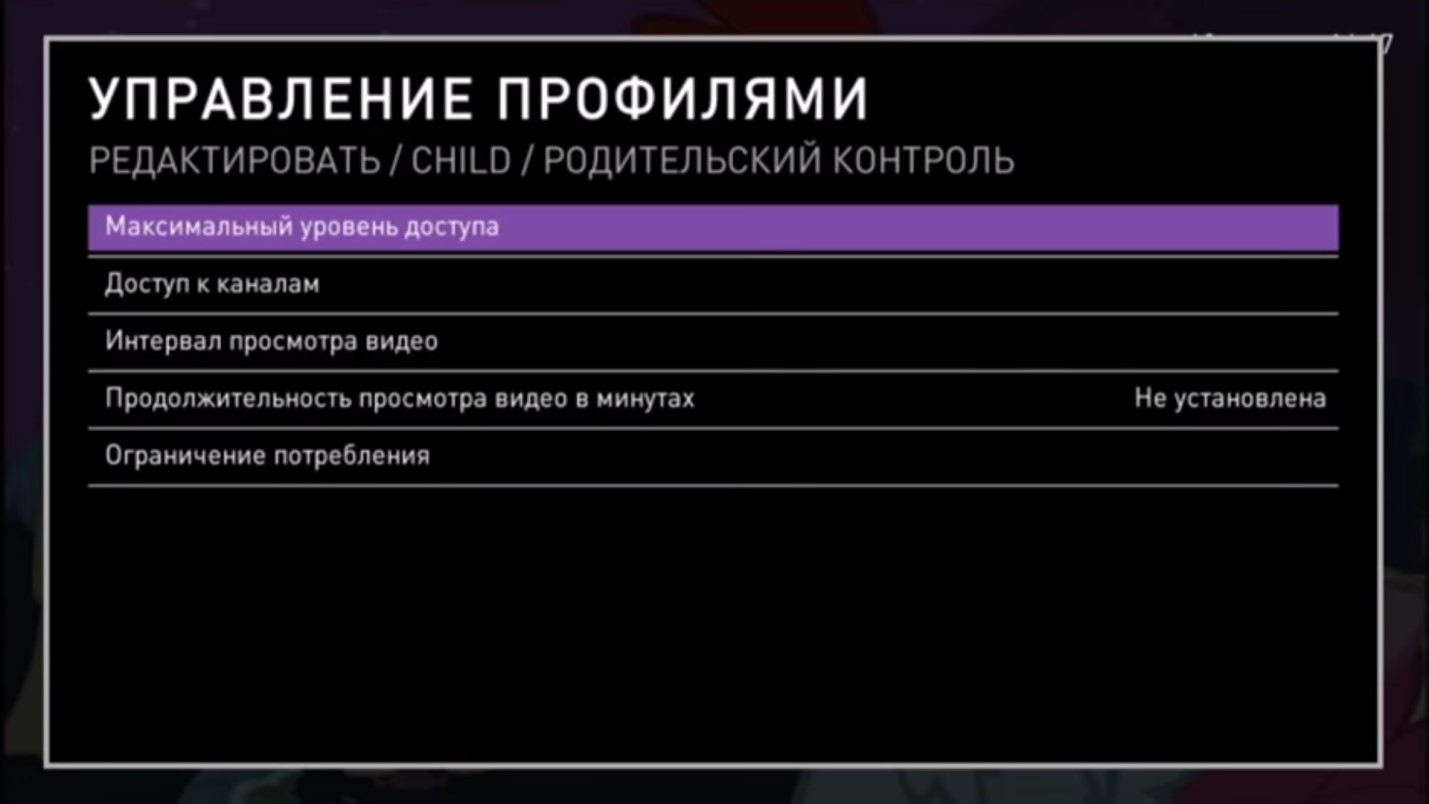 УПРАВЛЕНИЕ ПРОФИЛЯМИ
РЕДАКТИРОВАТЬ / CHILD / РОДИТЕЛЬСКИЙ КОНТРОЛЬ
Максимальный уровень доступа
Доступ к каналам
Интервал просмотра видео
Продолжительность просмотра видео в минутах Не установлена
Ограничение потребления